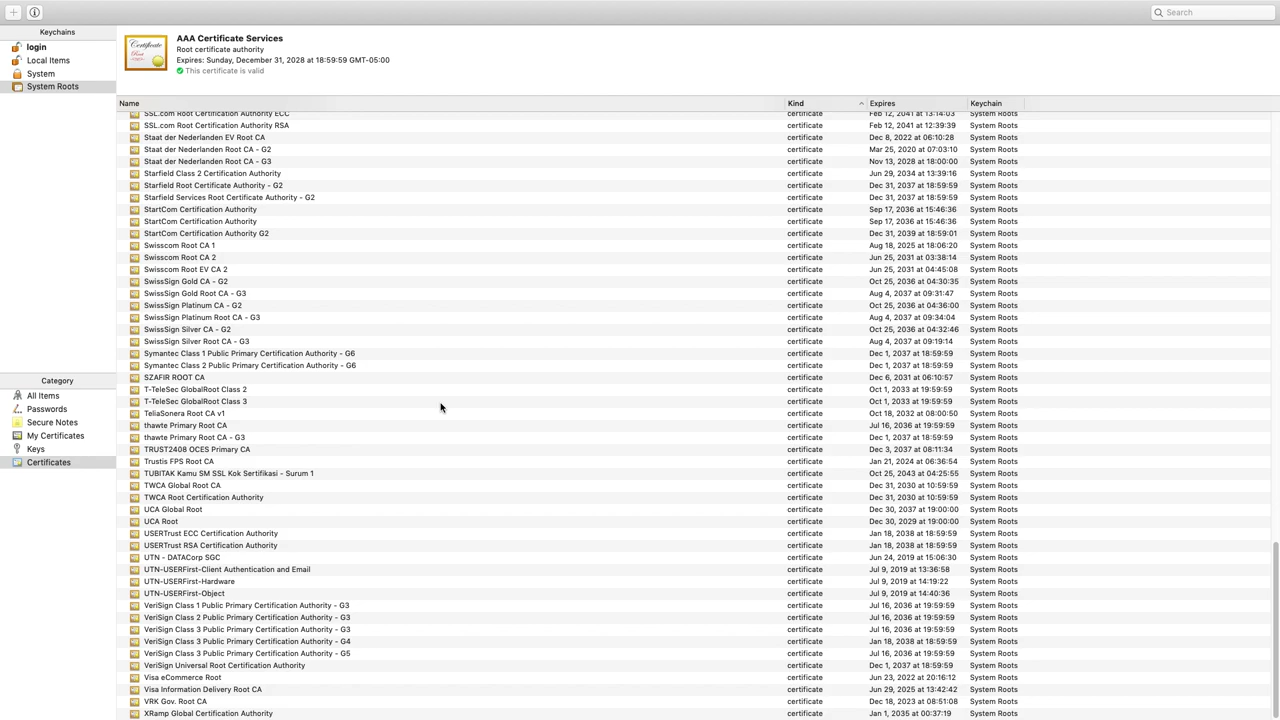 Search
Keychains
login
Local Items
System
System Roots
Certificate
Root
AAA Certificate Services
Root certificate authority
Expires: Sunday, December 31, 2028 at 18:59:59 GMT-05:00
This certificate is valid
Name Kind Expires Keychain
SSL.com Root Certification Authority ECC certificate Feb 12, 2041 at 13:14:03 System Roots
SSL.com Root Certification Authority RSA certificate Feb 12, 2041 at 12:39:39 System Roots
Staat der Nederlanden EV Root CA certificate Dec 8, 2022 at 06:10:28 System Roots
Staat der Nederlanden Root CA - G2 certificate Mar 25, 2020 at 07:03:10 System Roots
Staat der Nederlanden Root CA - G3 certificate Nov 13, 2028 at 18:00:00 System Roots
Starfield Class 2 Certification Authority certificate Jun 29, 2034 at 13:39:16 System Roots
Starfield Root Certificate Authority - G2 certificate Dec 31, 2037 at 18:59:59 System Roots
Starfield Services Root Certificate Authority - G2 certificate Dec 31, 2037 at 18:59:59 System Roots
StartCom Certification Authority certificate Sep 17, 2036 at 15:46:36 System Roots
StartCom Certification Authority certificate Sep 17, 2036 at 15:46:36 System Roots
StartCom Certification Authority G2 certificate Dec 31, 2039 at 18:59:01 System Roots
Swisscom Root CA 1 certificate Aug 18, 2025 at 18:06:20 System Roots
Swisscom Root CA 2 certificate Jun 25, 2031 at 03:38:14 System Roots
Swisscom Root EV CA 2 certificate Jun 25, 2031 at 04:45:08 System Roots
SwissSign Gold CA - G2 certificate Oct 25, 2036 at 04:30:35 System Roots
SwissSign Gold Root CA - G3 certificate Aug 4, 2037 at 09:31:47 System Roots
SwissSign Platinum CA - G2 certificate Oct 25, 2036 at 04:36:00 System Roots
SwissSign Platinum Root CA - G3 certificate Aug 4, 2037 at 09:34:04 System Roots
SwissSign Silver CA - G2 certificate Oct 25, 2036 at 04:32:46 System Roots
SwissSign Silver Root CA - G3 certificate Aug 4, 2037 at 09:19:14 System Roots
Symantec Class 1 Public Primary Certification Authority - G6 certificate Dec 1, 2037 at 18:59:59 System Roots
Symantec Class 2 Public Primary Certification Authority - G6 certificate Dec 1, 2037 at 18:59:59 System Roots
SZAFIR ROOT CA certificate Dec 6, 2031 at 06:10:57 System Roots
T-TeleSec GlobalRoot Class 2 certificate Oct 1, 2033 at 19:59:59 System Roots
T-TeleSec GlobalRoot Class 3 certificate Oct 1, 2033 at 19:59:59 System Roots
TeliaSonera Root CA v1 certificate Oct 18, 2032 at 08:00:50 System Roots
thawte Primary Root CA certificate Jul 16, 2036 at 19:59:59 System Roots
thawte Primary Root CA - G3 certificate Dec 1, 2037 at 18:59:59 System Roots
TRUST2408 OCES Primary CA certificate Dec 3, 2037 at 08:11:34 System Roots
Trustis FPS Root CA certificate Jan 21, 2024 at 06:36:54 System Roots
TUBITAK Kamu SM SSL Kok Sertifikasi - Surum 1 certificate Oct 25, 2043 at 04:25:55 System Roots
TWCA Global Root CA certificate Dec 31, 2030 at 10:59:59 System Roots
TWCA Root Certification Authority certificate Dec 31, 2030 at 10:59:59 System Roots
UCA Global Root certificate Dec 30, 2037 at 19:00:00 System Roots
UCA Root certificate Dec 30, 2029 at 19:00:00 System Roots
USERTrust ECC Certification Authority certificate Jan 18, 2038 at 18:59:59 System Roots
USERTrust RSA Certification Authority certificate Jan 18, 2038 at 18:59:59 System Roots
UTN - DATACorp SGC certificate Jun 24, 2019 at 15:06:30 System Roots
UTN-USERFirst-Client Authentication and Email certificate Jul 9, 2019 at 13:36:58 System Roots
UTN-USERFirst-Hardware certificate Jul 9, 2019 at 14:19:22 System Roots
UTN-USERFirst-Object certificate Jul 9, 2019 at 14:40:36 System Roots
VeriSign Class 1 Public Primary Certification Authority - G3 certificate Jul 16, 2036 at 19:59:59 System Roots
VeriSign Class 2 Public Primary Certification Authority - G3 certificate Jul 16, 2036 at 19:59:59 System Roots
VeriSign Class 3 Public Primary Certification Authority - G3 certificate Jul 16, 2036 at 19:59:59 System Roots
VeriSign Class 3 Public Primary Certification Authority - G4 certificate Jan 18, 2038 at 18:59:59 System Roots
VeriSign Class 3 Public Primary Certification Authority - G5 certificate Jul 16, 2036 at 19:59:59 System Roots
VeriSign Universal Root Certification Authority certificate Dec 1, 2037 at 18:59:59 System Roots
Visa eCommerce Root certificate Jun 23, 2022 at 20:16:12 System Roots
Visa Information Delivery Root CA certificate Jun 29, 2025 at 13:42:42 System Roots
VRK Gov. Root CA certificate Dec 18, 2023 at 08:51:08 System Roots
XRamp Global Certification Authority certificate Jan 1, 2035 at 00:37:19 System Roots
Category
All Items
Passwords
Secure Notes
My Certificates
Keys
Certificates